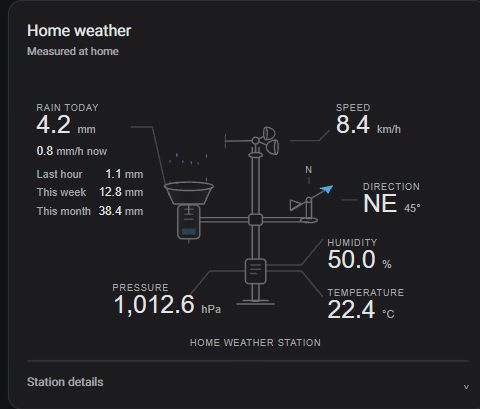 Home weather
Measured at home
RAIN TODAY
4.2 mm
0.8 mm/h now
Last hour 1.1 mm
This week 12.8 mm
This month 38.4 mm
SPEED
8.4 km/h
N
DIRECTION
NE 45°
HUMIDITY
50.0 %
PRESSURE
1,012.6 hPa
TEMPERATURE
22.4 °C
HOME WEATHER STATION
Station details